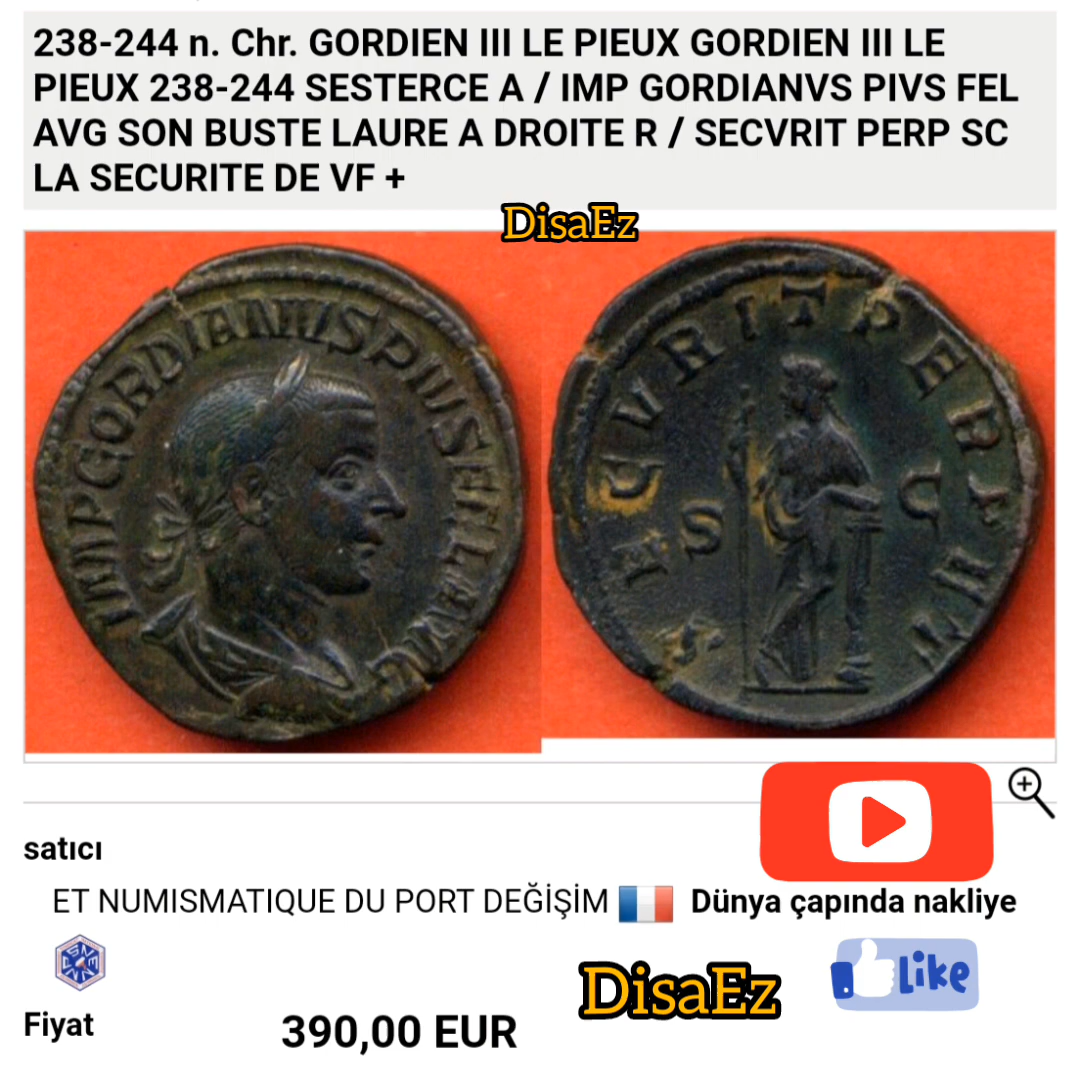 238-244 n. Chr. GORDIEN III LE PIEUX GORDIEN III LE
PIEUX 238-244 SESTERCE A / IMP GORDIANVS PIVS FEL
AVG SON BUSTE LAURE A DROITE R / SECVRIT PERP SC
LA SECURITE DE VF +
DisaEz
IMP GORDIANVS PIVS FEL AVG
SECVRIT PERPET
S C
satıcı
ET NUMISMATIQUE DU PORT DEĞİŞİM Dünya çapında nakliye
DisaEz
Like
Fiyat 390,00 EUR